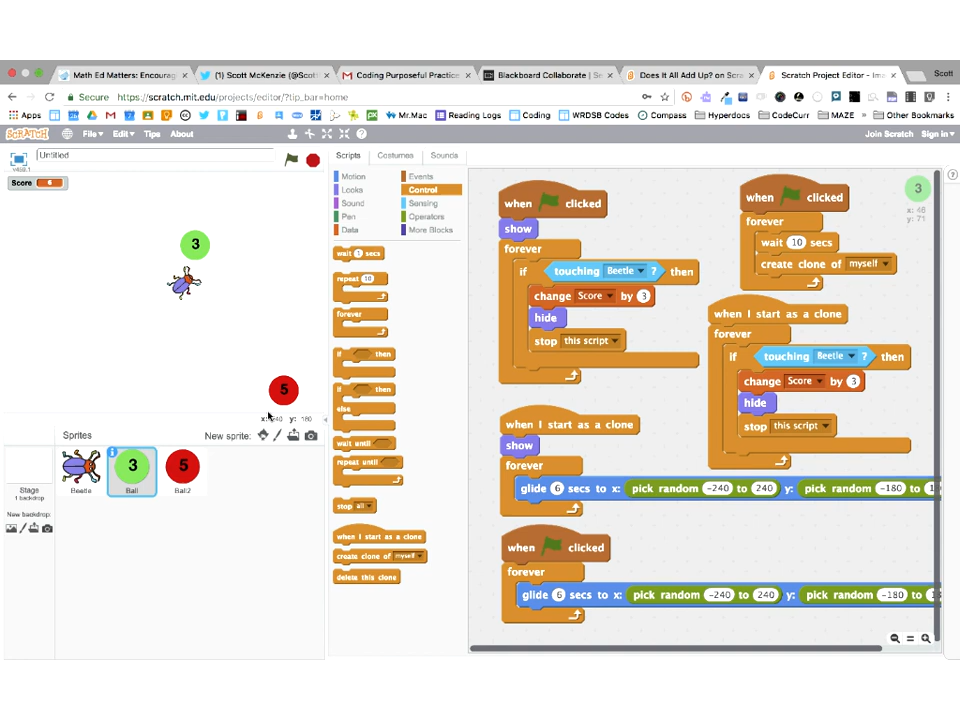 Math Ed Matters: Encourag
(1) Scott McKenzie (@Sco
Coding Purposeful Practice
Blackboard Collaborate |
Does It All Add Up? on Scra
Scratch Project Editor - Ima
Scott
Secure https://scratch.mit.edu/projects/editor/?tip_bar=home
Apps
Mr.Mac
Reading Logs
Coding
WRDSB Codes
Compass
Hyperdocs
CodeCurr
MAZE
» Other Bookmarks
SCRATCH
File
Edit
Tips
About
Join Scratch
Sign in
Untitled
Score 6
3
5
x: 240 y: 180
Sprites
New sprite:
Stage
1 backdrop
New backdrop:
Beetle
3
Ball
5
Ball2
Scripts
Costumes
Sounds
Motion
Looks
Sound
Pen
Data
Events
Control
Sensing
Operators
More Blocks
wait 1 secs
repeat 10
forever
if then
if then
else
wait until
repeat until
stop all
when I start as a clone
create clone of myself
delete this clone
when clicked
show
forever
if touching Beetle ? then
change Score by 3
hide
stop this script
when clicked
forever
wait 10 secs
create clone of myself
3
x: 48
y: 71
when I start as a clone
forever
if touching Beetle ? then
change Score by 3
hide
stop this script
when I start as a clone
show
forever
glide 6 secs to x: pick random -240 to 240 y: pick random -180 to
when clicked
forever
glide 6 secs to x: pick random -240 to 240 y: pick random -180 to